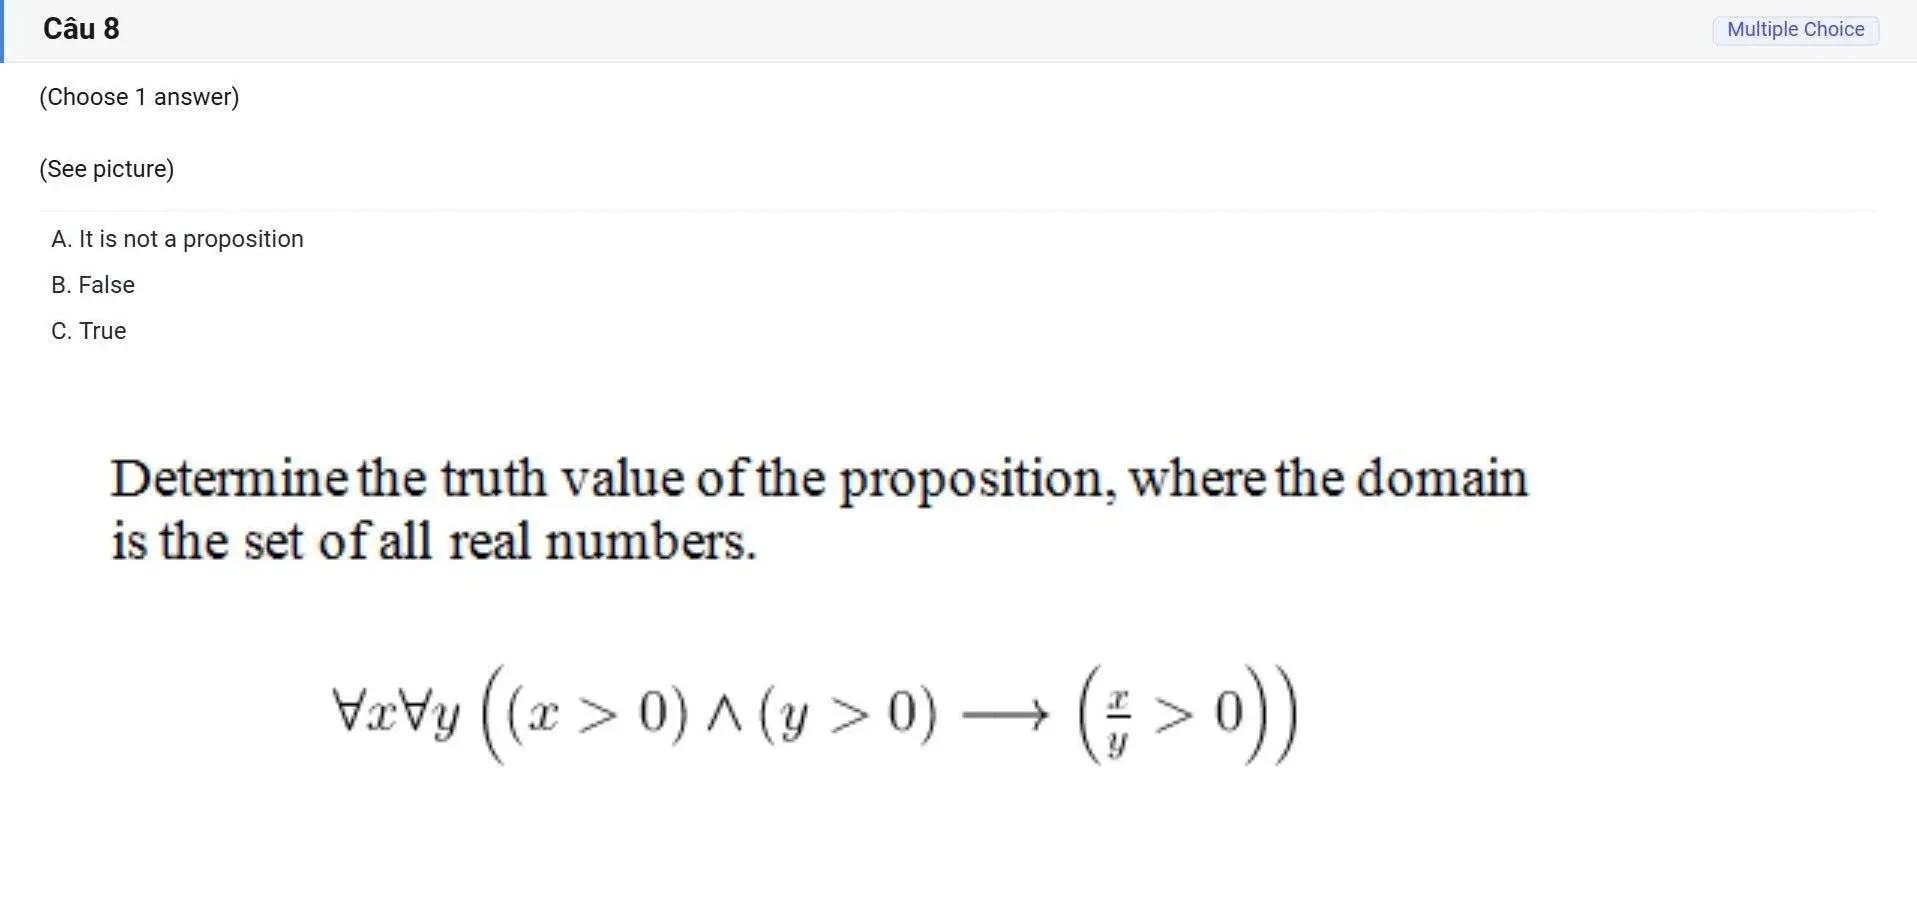 Câu 8
Multiple Choice
(Choose 1 answer)
(See picture)
A. It is not a proposition
B. False
C. True
Determine the truth value of the proposition, where the domain
is the set of all real numbers.
∀x∀y ((x > 0) ∧ (y > 0) ⟶ (x/y > 0))